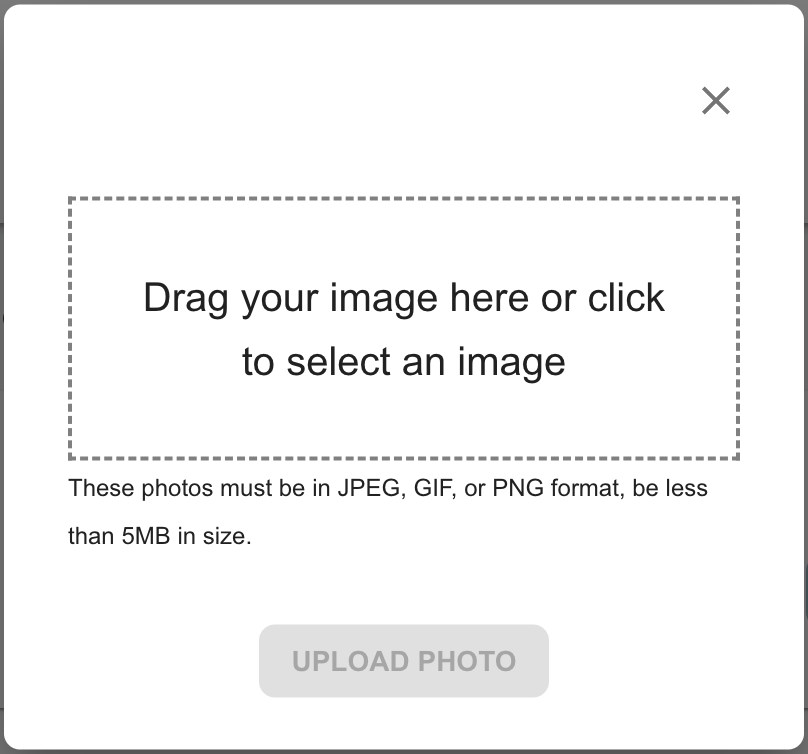 Drag your image here or click
to select an image
These photos must be in JPEG, GIF, or PNG format, be less
than 5MB in size.
UPLOAD PHOTO